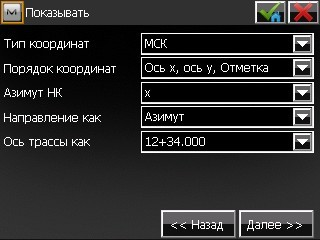 Показывать
Тип координат МСК
Порядок координат Ось x, ось y, Отметка
Азимут НК x
Направление как Азимут
Ось трассы как 12+34.000
<< Назад Далее >>